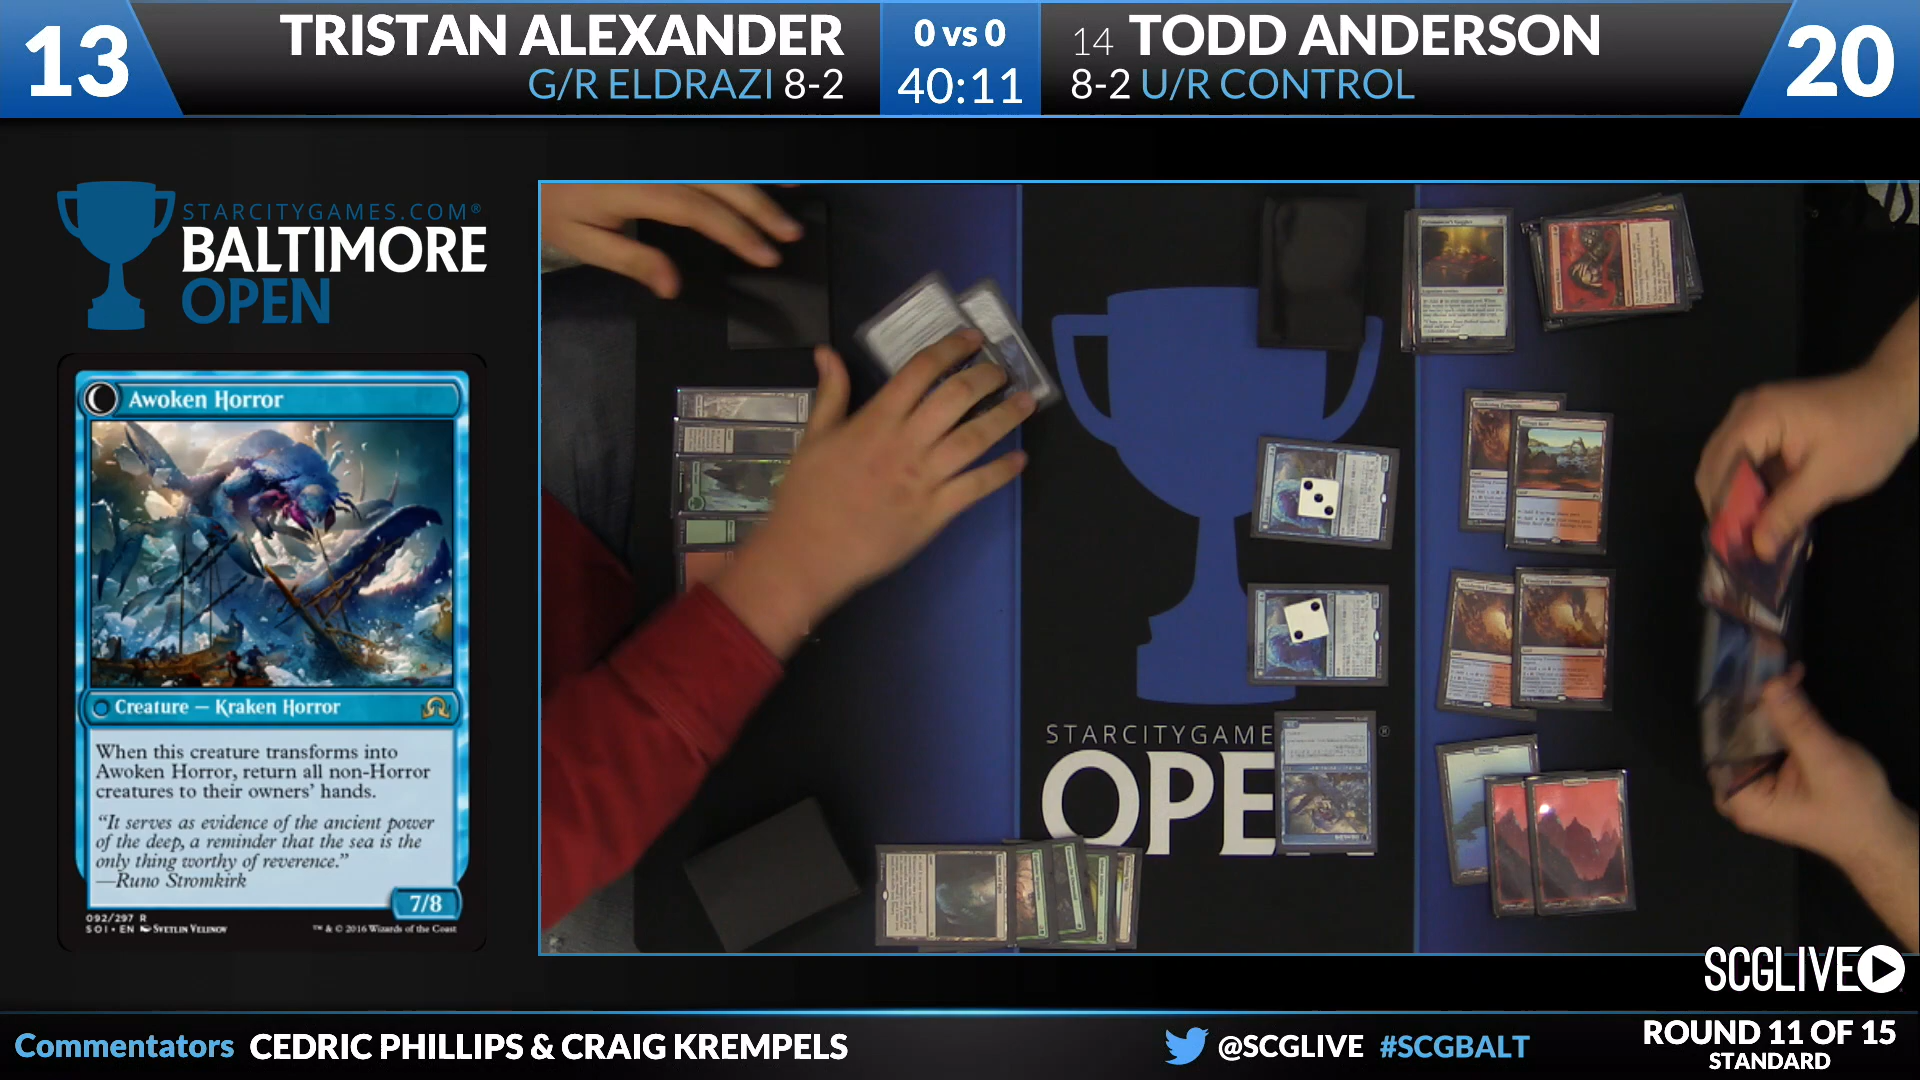 13
TRISTAN ALEXANDER
G/R ELDRAZI 8-2
0 vs 0
40:11
14 TODD ANDERSON
8-2 U/R CONTROL
20
STARCITYGAMES.COM®
BALTIMORE
OPEN
Awoken Horror
Creature — Kraken Horror
When this creature transforms into
Awoken Horror, return all non-Horror
creatures to their owners' hands.
"It serves as evidence of the ancient power
of the deep, a reminder that the sea is the
only thing worthy of reverence."
—Runo Stromkirk
7/8
092/297 R
SOI • EN Svetlin Velinov
™ & © 2016 Wizards of the Coast
STARCITYGAME
®
OPE
SCGLIVE
Commentators CEDRIC PHILLIPS & CRAIG KREMPELS
@SCGLIVE #SCGBALT
ROUND 11 OF 15
STANDARD